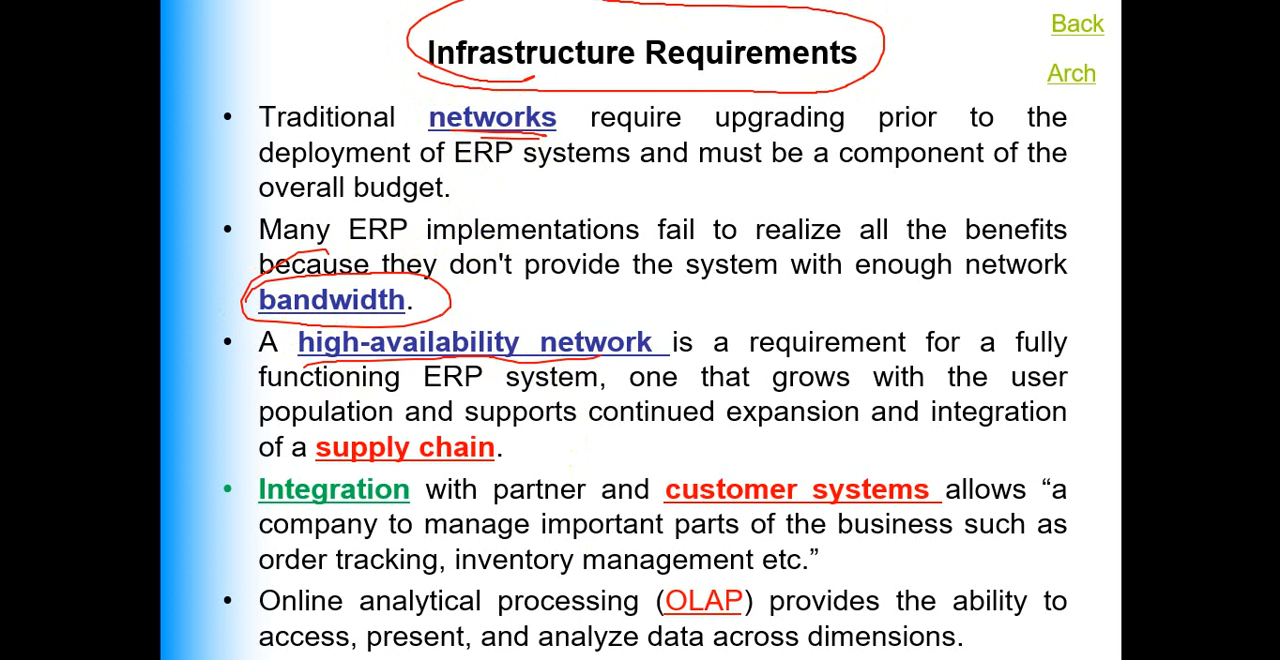 Back
Infrastructure Requirements
Arch
• Traditional networks require upgrading prior to the
deployment of ERP systems and must be a component of the
overall budget.
• Many ERP implementations fail to realize all the benefits
because they don't provide the system with enough network
bandwidth.
• A high-availability network is a requirement for a fully
functioning ERP system, one that grows with the user
population and supports continued expansion and integration
of a supply chain.
• Integration with partner and customer systems allows “a
company to manage important parts of the business such as
order tracking, inventory management etc.”
• Online analytical processing (OLAP) provides the ability to
access, present, and analyze data across dimensions.